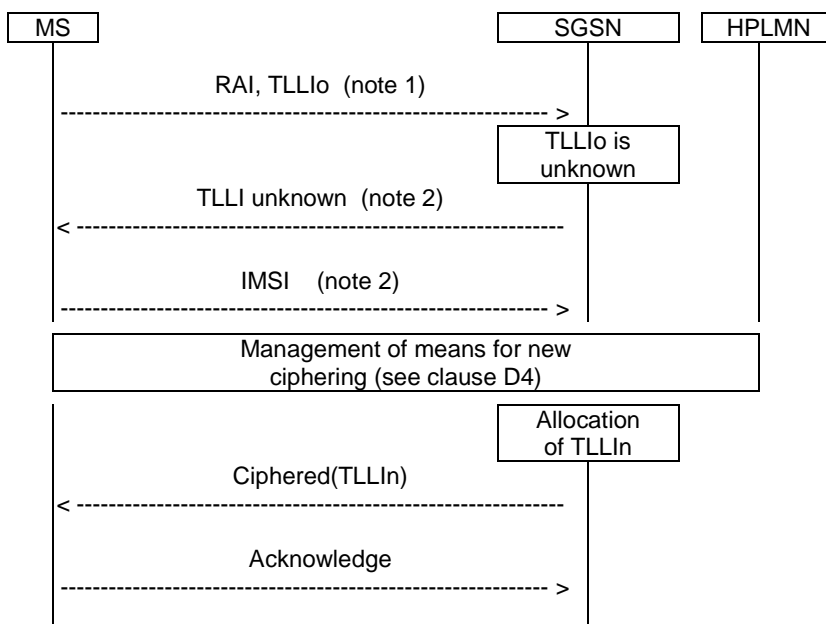 MS SGSN HPLMN
RAI, TLLIo (note 1)
TLLIo is
unknown
TLLI unknown (note 2)
IMSI (note 2)
Management of means for new
ciphering (see clause D4)
Allocation
of TLLIn
Ciphered(TLLIn)
Acknowledge